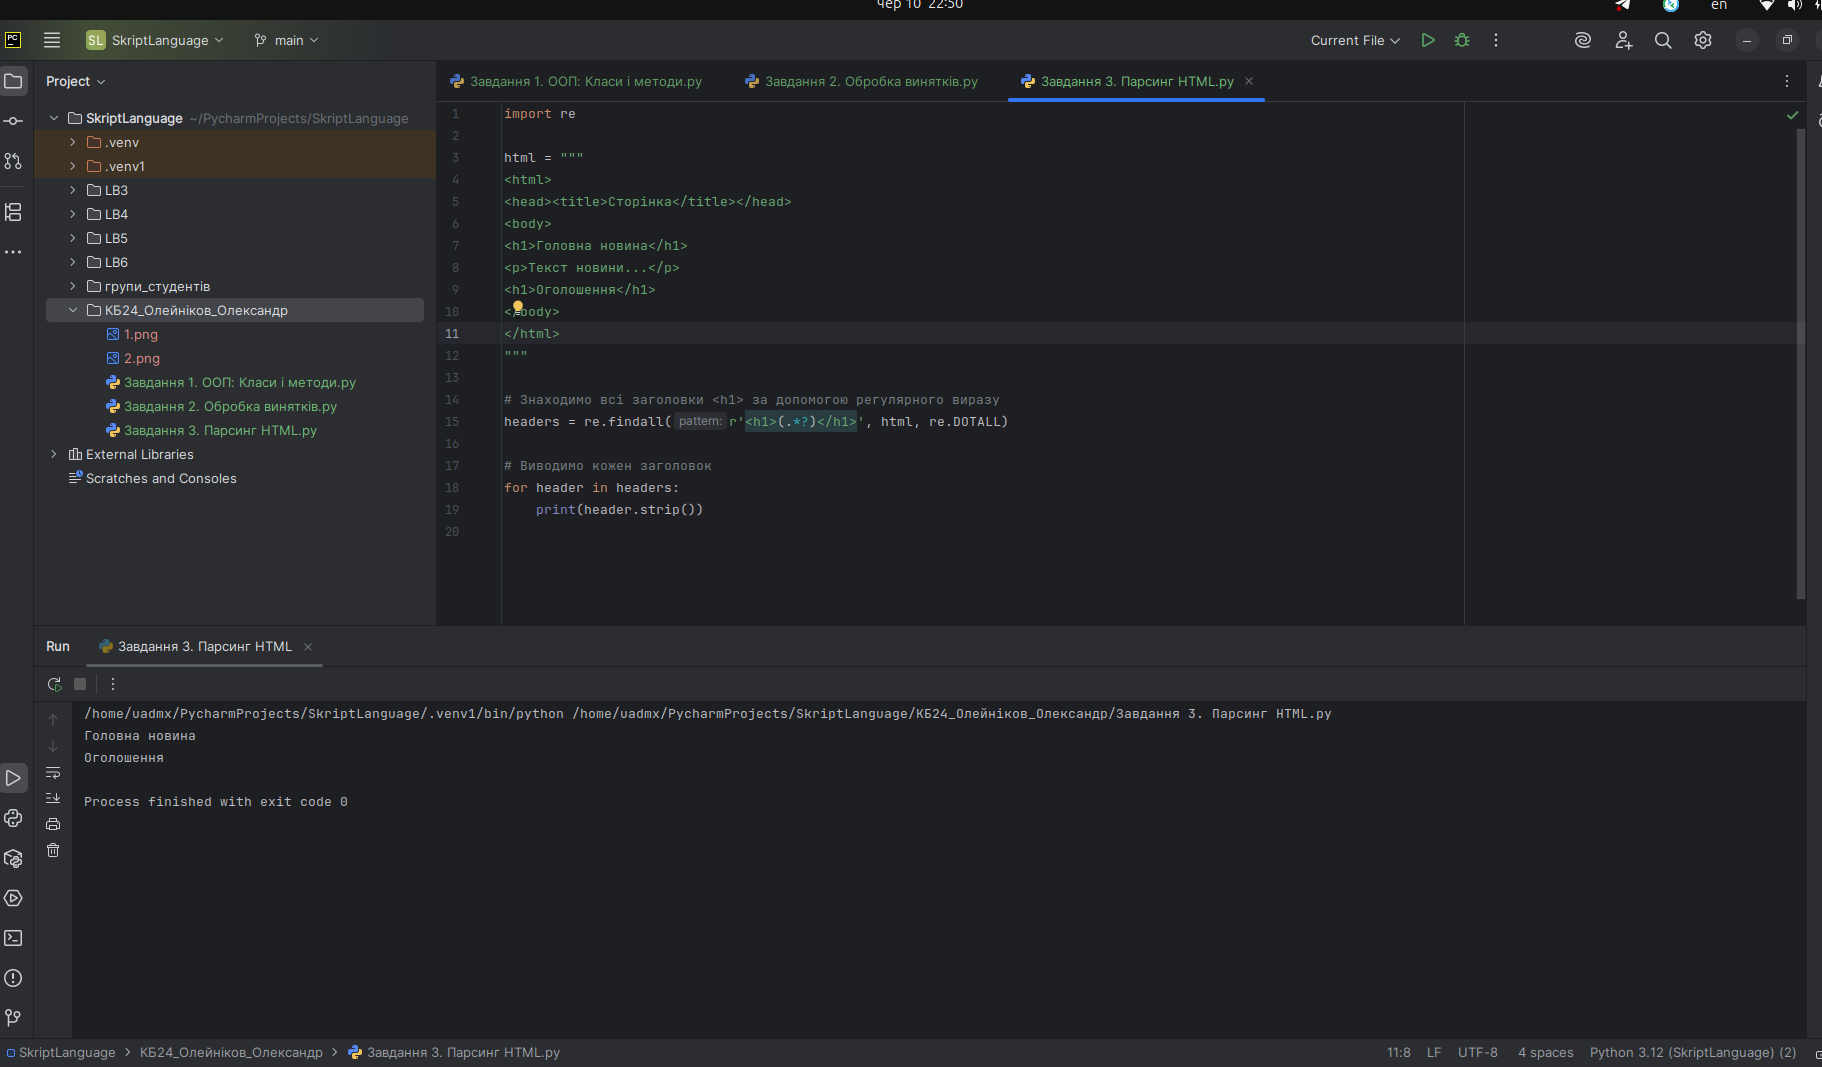 чер 10 22:50
en
PC
SL SkriptLanguage
main
Current File
Project
Завдання 1. ООП: Класи і методи.py
Завдання 2. Обробка винятків.py
Завдання 3. Парсинг HTML.py
SkriptLanguage ~/PycharmProjects/SkriptLanguage
.venv
.venv1
LB3
LB4
LB5
LB6
групи_студентів
КБ24_Олейніков_Олександр
1.png
2.png
Завдання 1. ООП: Класи і методи.py
Завдання 2. Обробка винятків.py
Завдання 3. Парсинг HTML.py
External Libraries
Scratches and Consoles
1 import re
2
3 html = """
4 <html>
5 <head><title>Сторінка</title></head>
6 <body>
7 <h1>Головна новина</h1>
8 <p>Текст новини...</p>
9 <h1>Оголошення</h1>
10 </body>
11 </html>
12 """
13
14 # Знаходимо всі заголовки <h1> за допомогою регулярного виразу
15 headers = re.findall( pattern: r'<h1>(.*?)</h1>', html, re.DOTALL)
16
17 # Виводимо кожен заголовок
18 for header in headers:
19 print(header.strip())
20
Run
Завдання 3. Парсинг HTML
/home/uadmx/PycharmProjects/SkriptLanguage/.venv1/bin/python /home/uadmx/PycharmProjects/SkriptLanguage/КБ24_Олейніков_Олександр/Завдання 3. Парсинг HTML.py
Головна новина
Оголошення
Process finished with exit code 0
SkriptLanguage > КБ24_Олейніков_Олександр > Завдання 3. Парсинг HTML.py
11:8 LF UTF-8 4 spaces Python 3.12 (SkriptLanguage) (2)